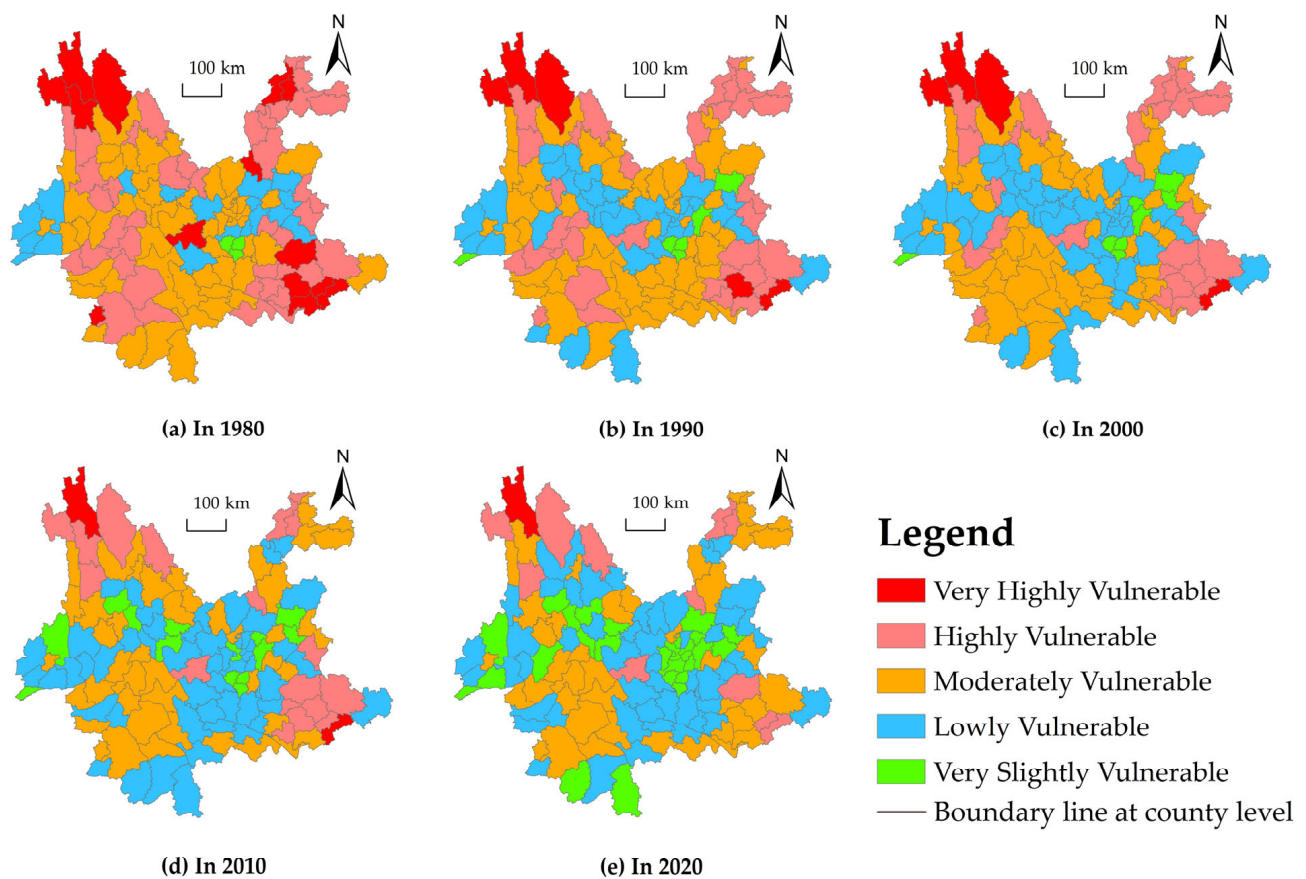 N
100 km
(a) In 1980
N
100 km
(b) In 1990
N
100 km
(c) In 2000
N
100 km
(d) In 2010
N
100 km
(e) In 2020
Legend
Very Highly Vulnerable
Highly Vulnerable
Moderately Vulnerable
Lowly Vulnerable
Very Slightly Vulnerable
Boundary line at county level